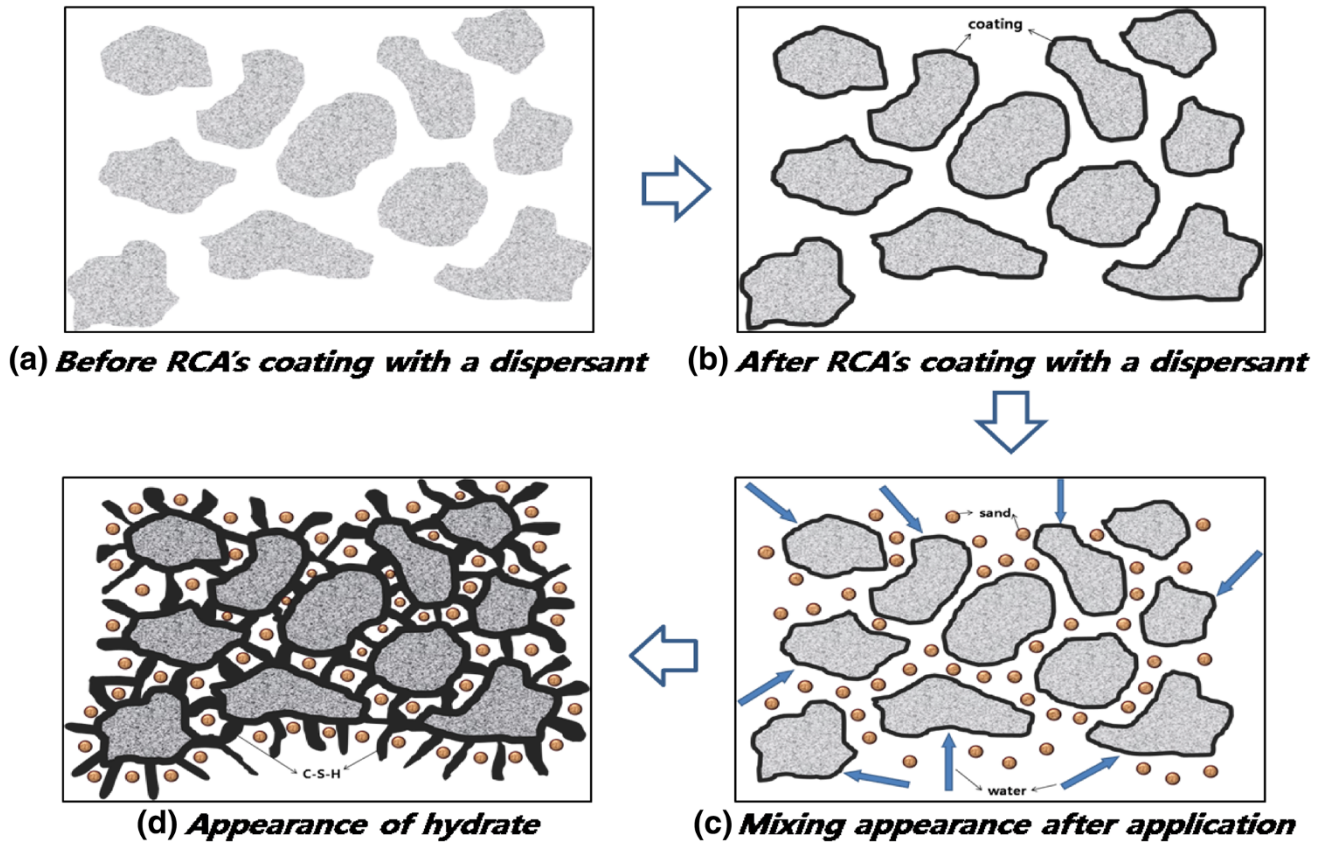 coating
(a) Before RCA's coating with a dispersant
(b) After RCA's coating with a dispersant
sand
C-S-H
water
(d) Appearance of hydrate
(c) Mixing appearance after application